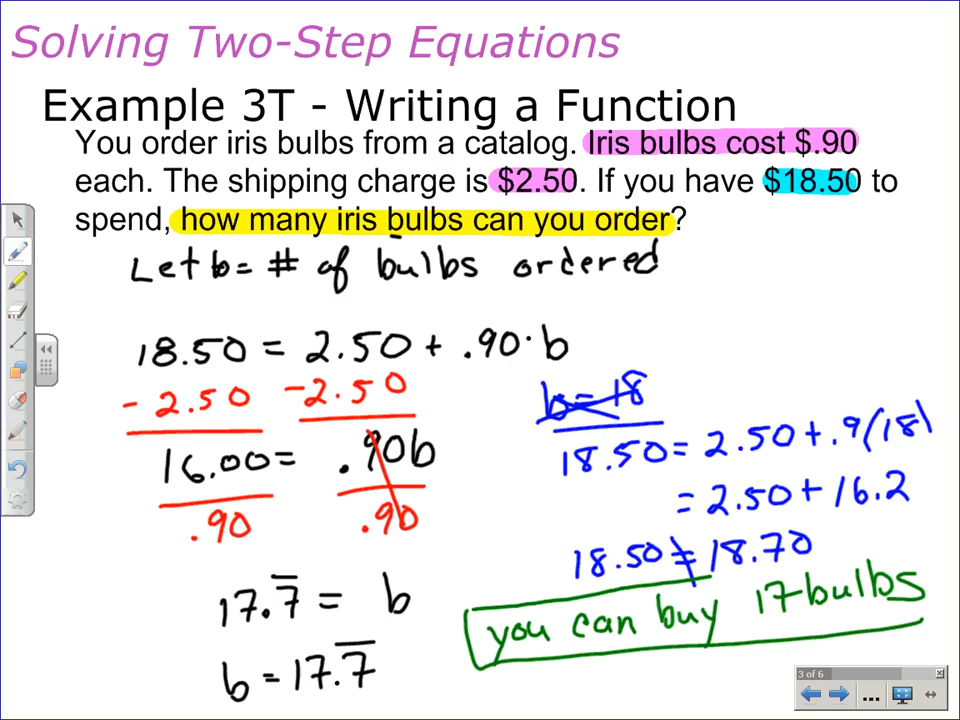 Solving Two-Step Equations
Example 3T - Writing a Function
You order iris bulbs from a catalog. Iris bulbs cost $.90
each. The shipping charge is $2.50. If you have $18.50 to
spend, how many iris bulbs can you order?
Let b = # of bulbs ordered
18.50 = 2.50 + .90 · b
- 2.50 - 2.50
16.00 = .90b
.90 .90
17.7̅ = b
b = 17.7̅
b = 18
18.50 = 2.50 + .9(18)
= 2.50 + 16.2
18.50 ≠ 18.70
you can buy 17 bulbs
3 of 6
...